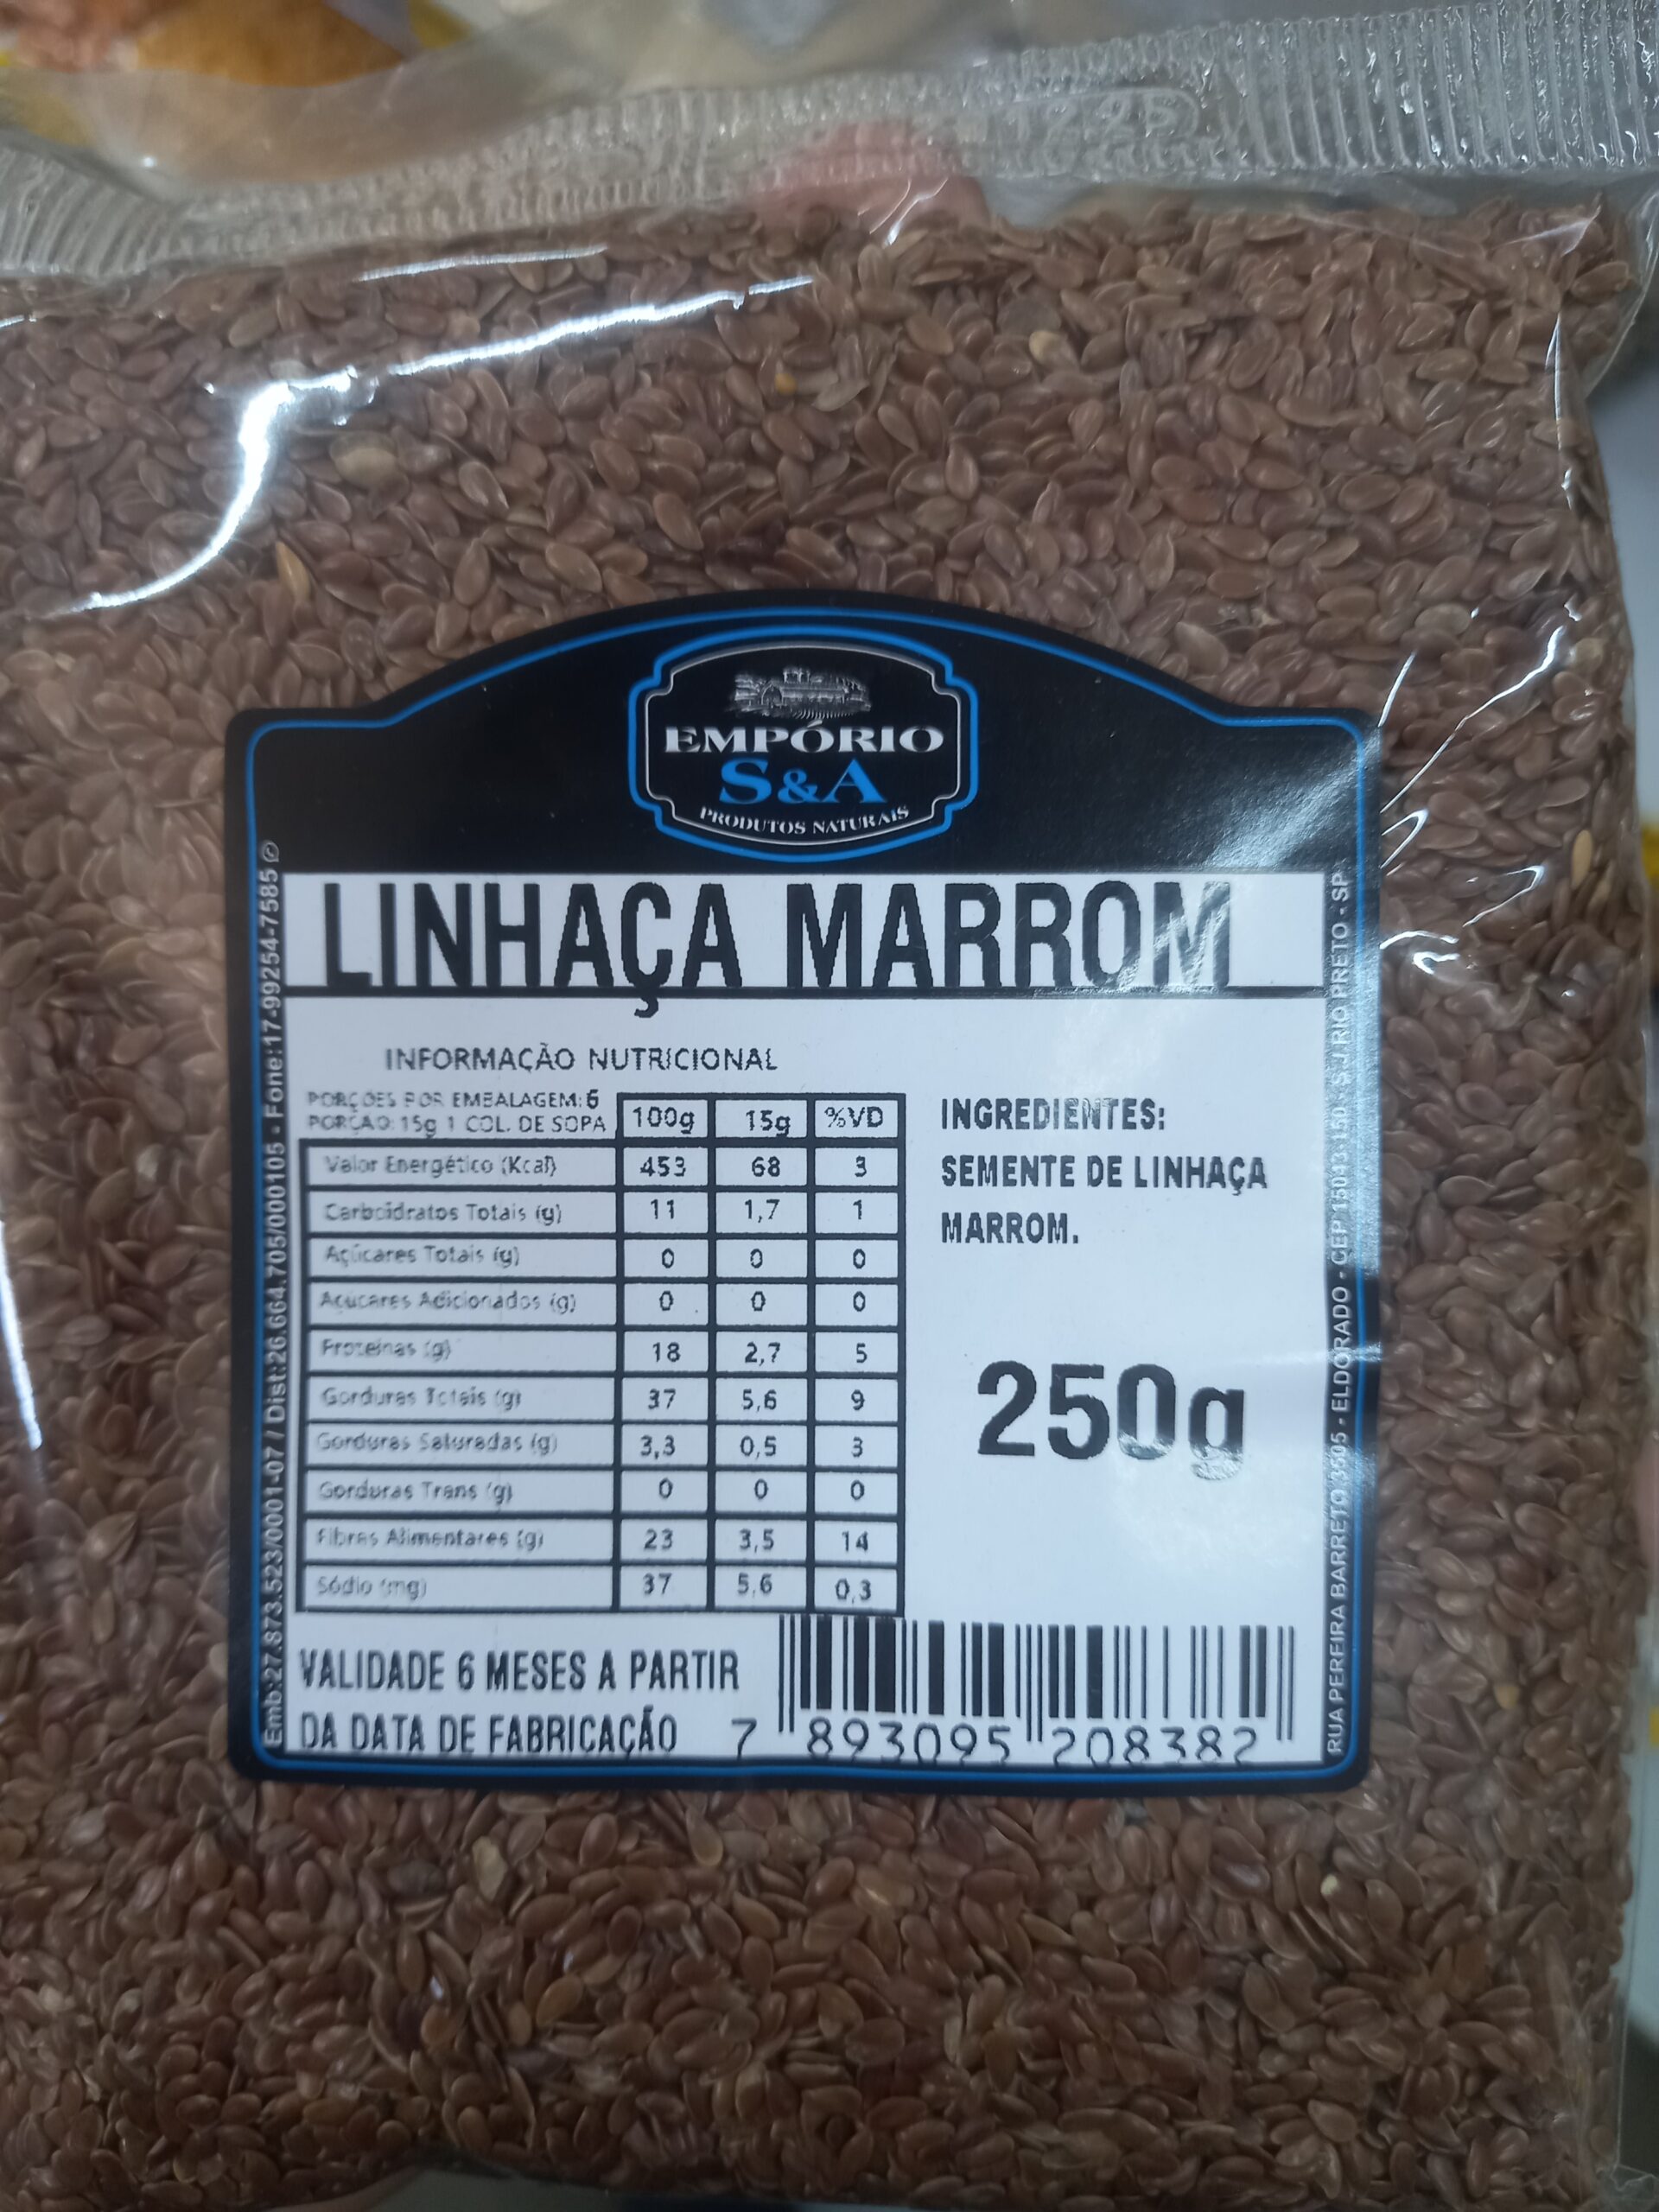 EMPÓRIO
S&A
PRODUTOS NATURAIS
LINHAÇA MARROM
INFORMAÇÃO NUTRICIONAL
PORÇÕES POR EMBALAGEM: 6
PORÇÃO: 15g 1 COL. DE SOPA 100g 15g %VD
Valor Energético (Kcal) 453 68 3
Carboidratos Totais (g) 11 1,7 1
Açúcares Totais (g) 0 0 0
Açúcares Adicionados (g) 0 0 0
Proteínas (g) 18 2,7 5
Gorduras Totais (g) 37 5,6 9
Gorduras Saturadas (g) 3,3 0,5 3
Gorduras Trans (g) 0 0 0
Fibras Alimentares (g) 23 3,5 14
Sódio (mg) 37 5,6 0,3
INGREDIENTES:
SEMENTE DE LINHAÇA
MARROM.
250g
VALIDADE 6 MESES A PARTIR
DA DATA DE FABRICAÇÃO
7 893095 208382
Emb:27.873.523/0001-07 / Dist:26.664.705/000105 - Fone:17-99254-7585
RUA PEREIRA BARRETO 3505 - ELDORADO - CEP 15043-150 - S.J.RIO PRETO - SP